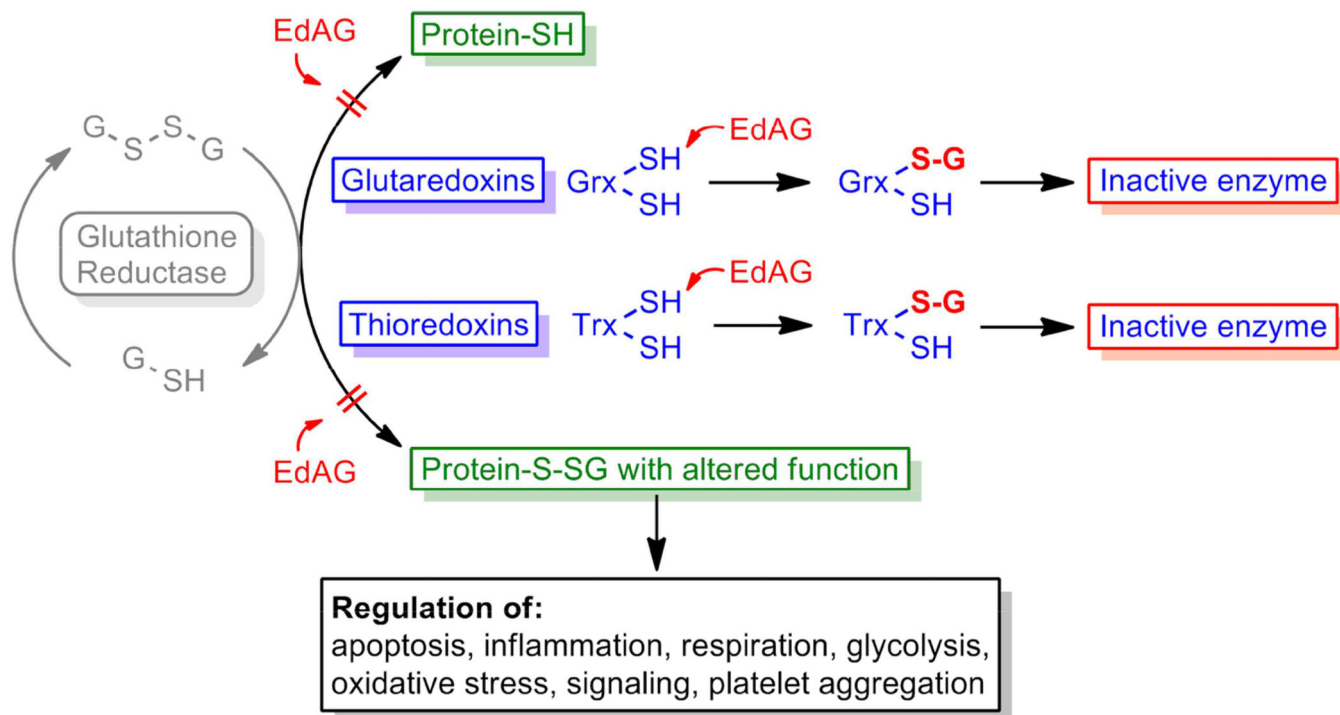 EdAG
Protein-SH
G S S G
Glutathione
Reductase
G SH
Glutaredoxins
Grx SH SH
EdAG
Grx S-G SH
Inactive enzyme
Thioredoxins
Trx SH SH
EdAG
Trx S-G SH
Inactive enzyme
EdAG
Protein-S-SG with altered function
Regulation of:
apoptosis, inflammation, respiration, glycolysis,
oxidative stress, signaling, platelet aggregation